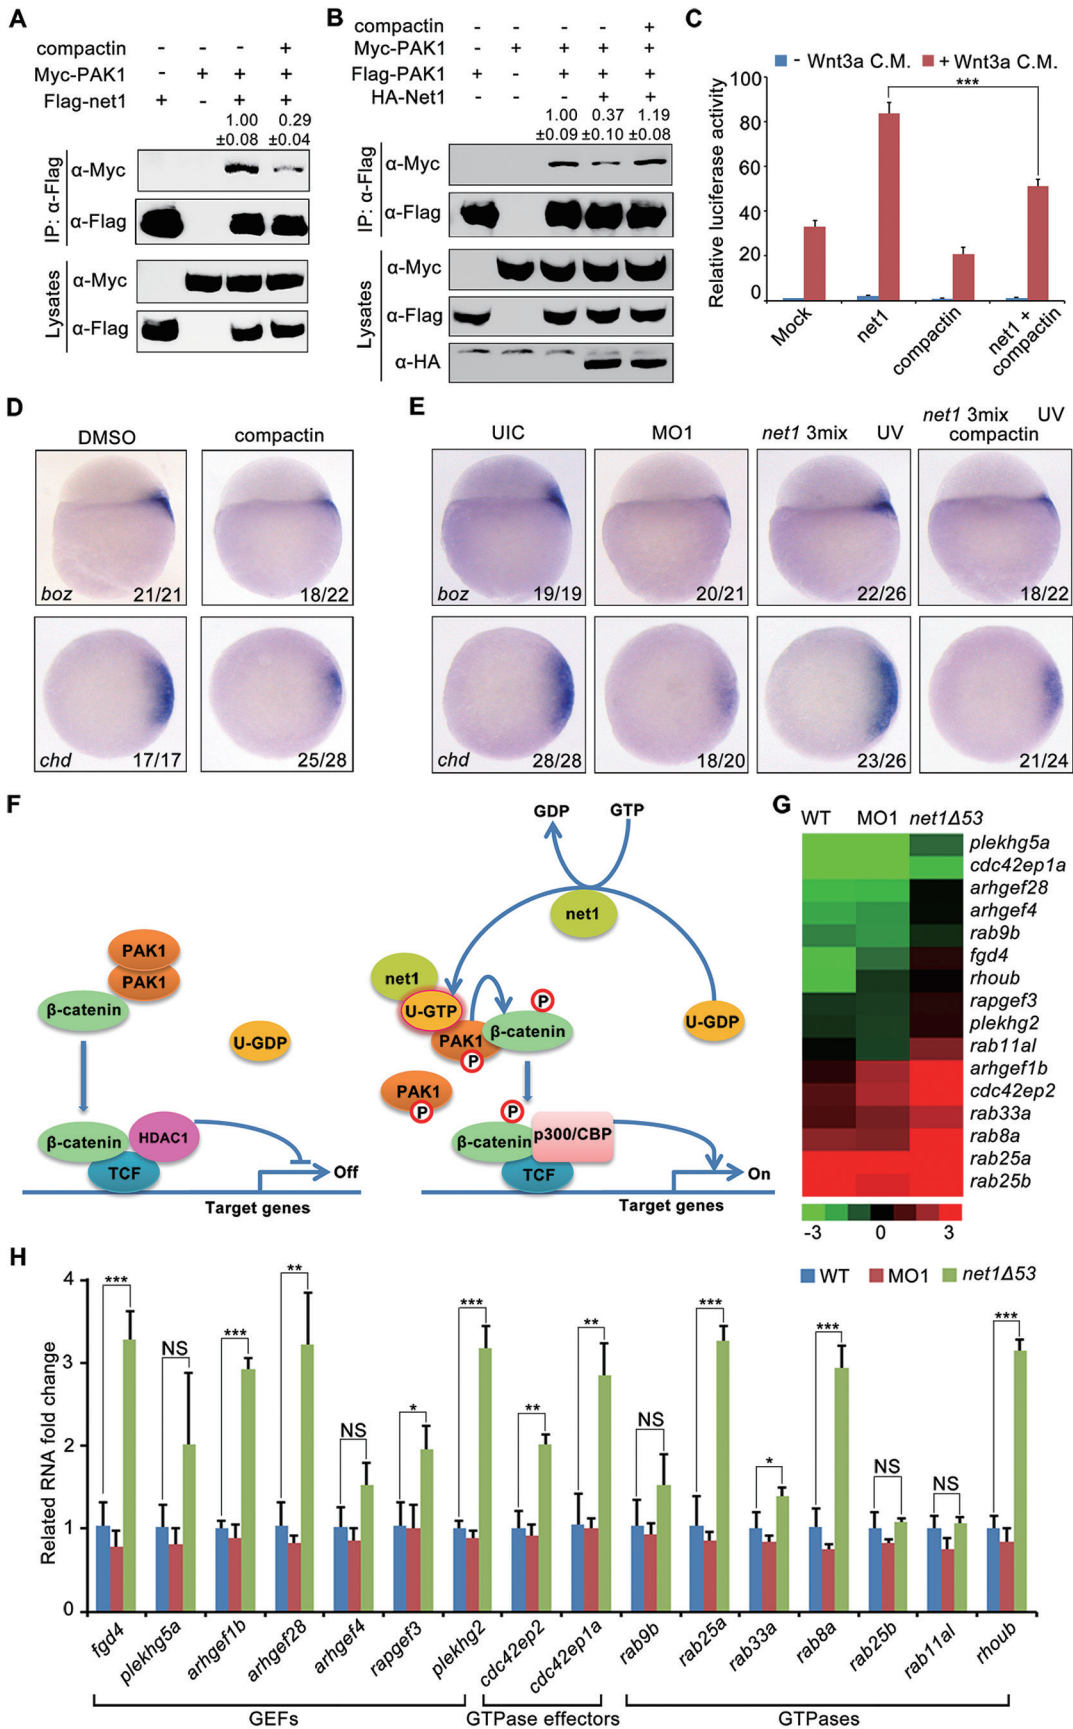 A
compactin - - - +
Myc-PAK1 - + + +
Flag-net1 + - + +
1.00 0.29
±0.08 ±0.04
IP: α-Flag
α-Myc
α-Flag
Lysates
α-Myc
α-Flag
B
compactin - - - - +
Myc-PAK1 - + + + +
Flag-PAK1 + - + + +
HA-Net1 - - - + +
1.00 0.37 1.19
±0.09 ±0.10 ±0.08
IP: α-Flag
α-Myc
α-Flag
Lysates
α-Myc
α-Flag
α-HA
C
- Wnt3a C.M. + Wnt3a C.M.
Relative luciferase activity
100
80
60
40
20
0
***
Mock
net1
compactin
net1 +
compactin
D
DMSO
compactin
boz 21/21
18/22
chd 17/17
25/28
E
UIC
MO1
net1 3mix UV
net1 3mix UV
compactin
boz 19/19
20/21
22/26
18/22
chd 28/28
18/20
23/26
21/24
F
PAK1
PAK1
β-catenin
U-GDP
β-catenin
HDAC1
TCF
Off
Target genes
GDP
GTP
net1
net1
U-GTP
PAK1
P
β-catenin
P
U-GDP
PAK1
P
P
β-catenin
p300/CBP
TCF
On
Target genes
G
WT MO1 net1Δ53
plekhg5a
cdc42ep1a
arhgef28
arhgef4
rab9b
fgd4
rhoub
rapgef3
plekhg2
rab11al
arhgef1b
cdc42ep2
rab33a
rab8a
rab25a
rab25b
-3 0 3
H
WT MO1 net1Δ53
Related RNA fold change
4
3
2
1
0
*** NS *** ** NS * *** ** ** NS *** * *** NS NS ***
fgd4
plekhg5a
arhgef1b
arhgef28
arhgef4
rapgef3
plekhg2
cdc42ep2
cdc42ep1a
rab9b
rab25a
rab33a
rab8a
rab25b
rab11al
rhoub
GEFs
GTPase effectors
GTPases